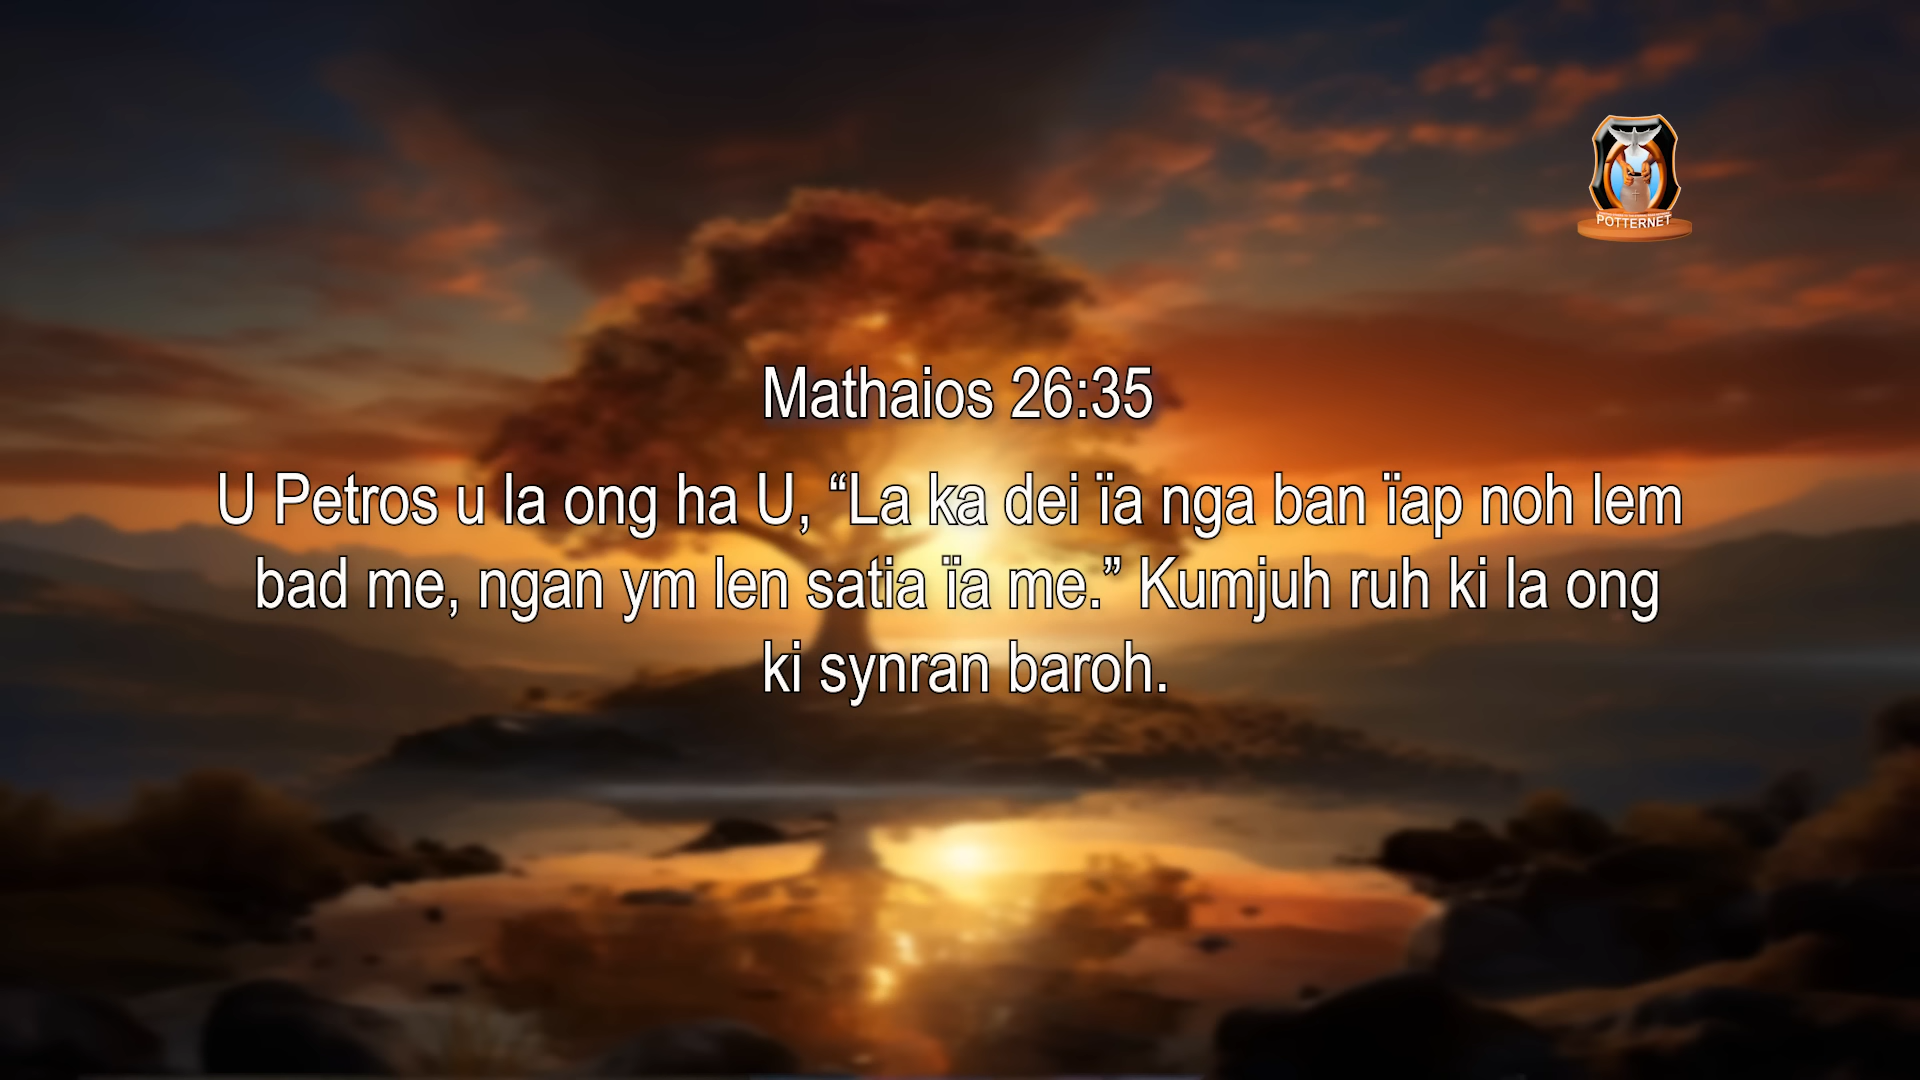 POTTERNET
Mathaios 26:35
U Petros u la ong ha U, “La ka dei ïa nga ban ïap noh lem
bad me, ngan ym len satia ïa me.” Kumjuh ruh ki la ong
ki synran baroh.